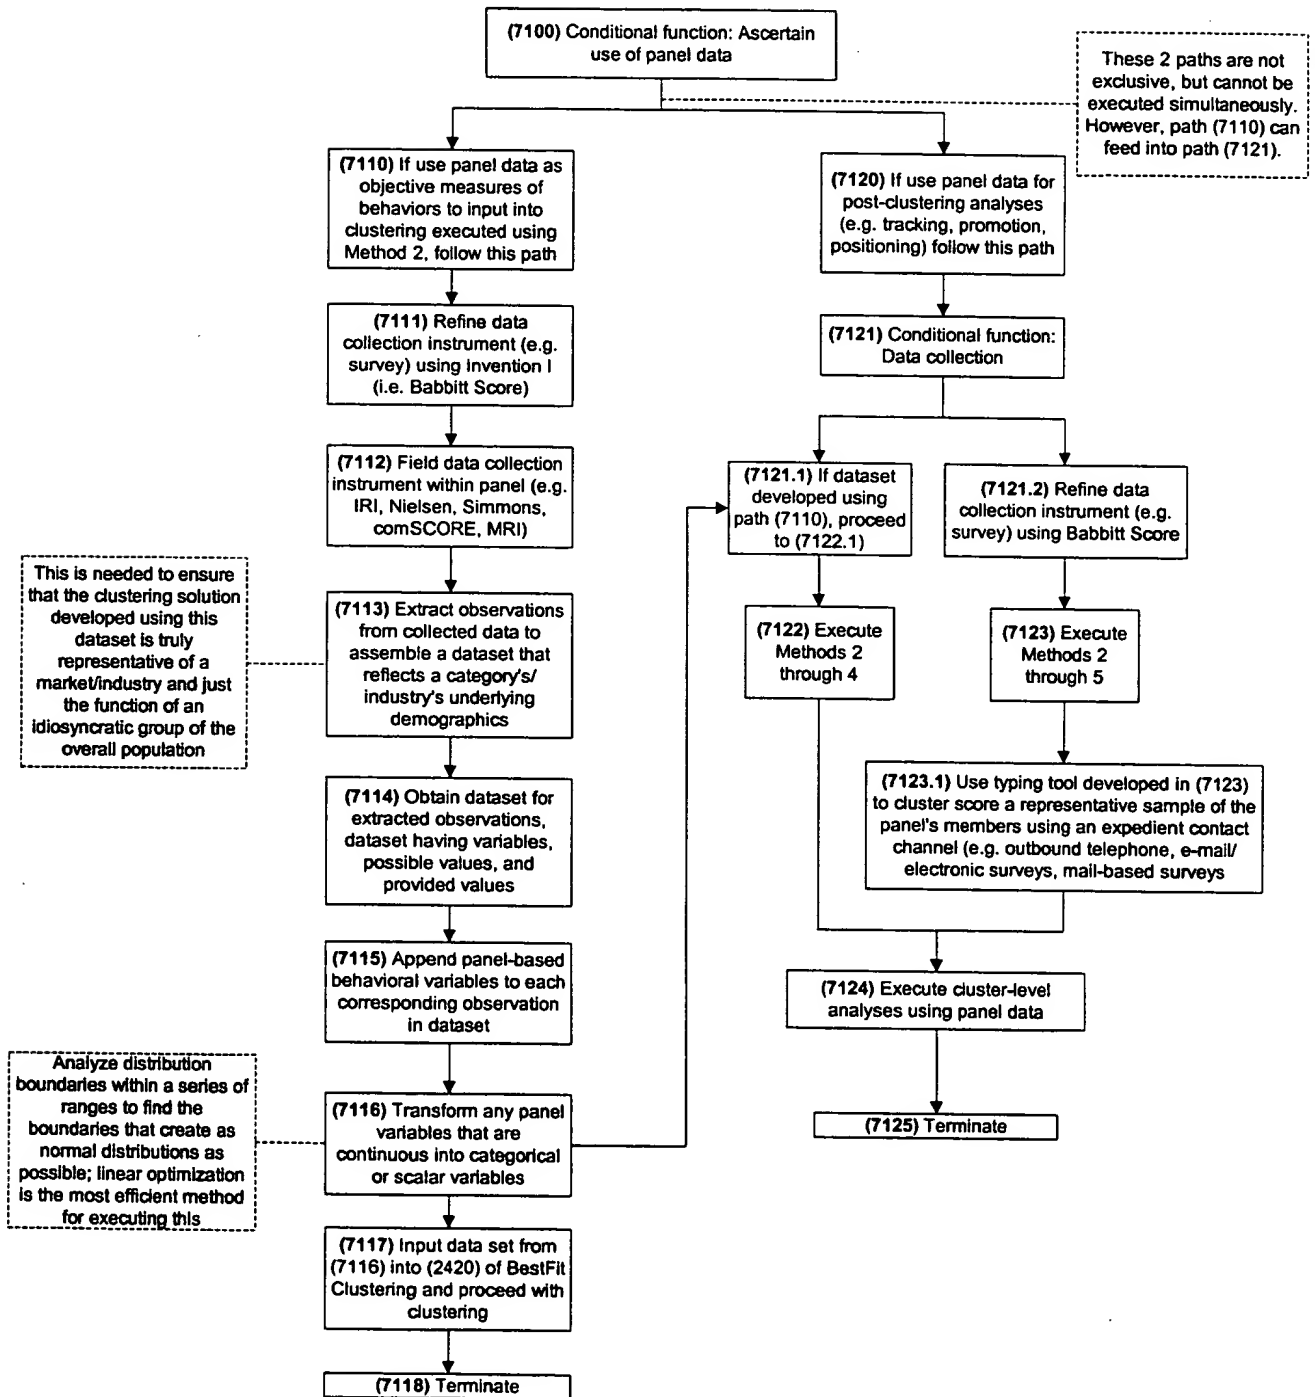 (7100) Conditional function: Ascertain
use of panel data
These 2 paths are not
exclusive, but cannot be
executed simultaneously.
However, path (7110) can
feed into path (7121).
(7110) If use panel data as
objective measures of
behaviors to input into
clustering executed using
Method 2, follow this path
(7120) If use panel data for
post-clustering analyses
(e.g. tracking, promotion,
positioning) follow this path
(7111) Refine data
collection instrument (e.g.
survey) using Invention I
(i.e. Babbitt Score)
(7121) Conditional function:
Data collection
(7112) Field data collection
instrument within panel (e.g.
IRI, Nielsen, Simmons,
comSCORE, MRI)
(7121.1) If dataset
developed using
path (7110), proceed
to (7122.1)
(7121.2) Refine data
collection instrument (e.g.
survey) using Babbitt Score
This is needed to ensure
that the clustering solution
developed using this
dataset is truly
representative of a
market/industry and just
the function of an
idiosyncratic group of the
overall population
(7113) Extract observations
from collected data to
assemble a dataset that
reflects a category's/
industry's underlying
demographics
(7122) Execute
Methods 2
through 4
(7123) Execute
Methods 2
through 5
(7114) Obtain dataset for
extracted observations,
dataset having variables,
possible values, and
provided values
(7123.1) Use typing tool developed in (7123)
to cluster score a representative sample of the
panel's members using an expedient contact
channel (e.g. outbound telephone, e-mail/
electronic surveys, mail-based surveys
(7115) Append panel-based
behavioral variables to each
corresponding observation
in dataset
(7124) Execute cluster-level
analyses using panel data
Analyze distribution
boundaries within a series of
ranges to find the
boundaries that create as
normal distributions as
possible; linear optimization
is the most efficient method
for executing this
(7116) Transform any panel
variables that are
continuous into categorical
or scalar variables
(7125) Terminate
(7117) Input data set from
(7116) into (2420) of BestFit
Clustering and proceed with
clustering
(7118) Terminate